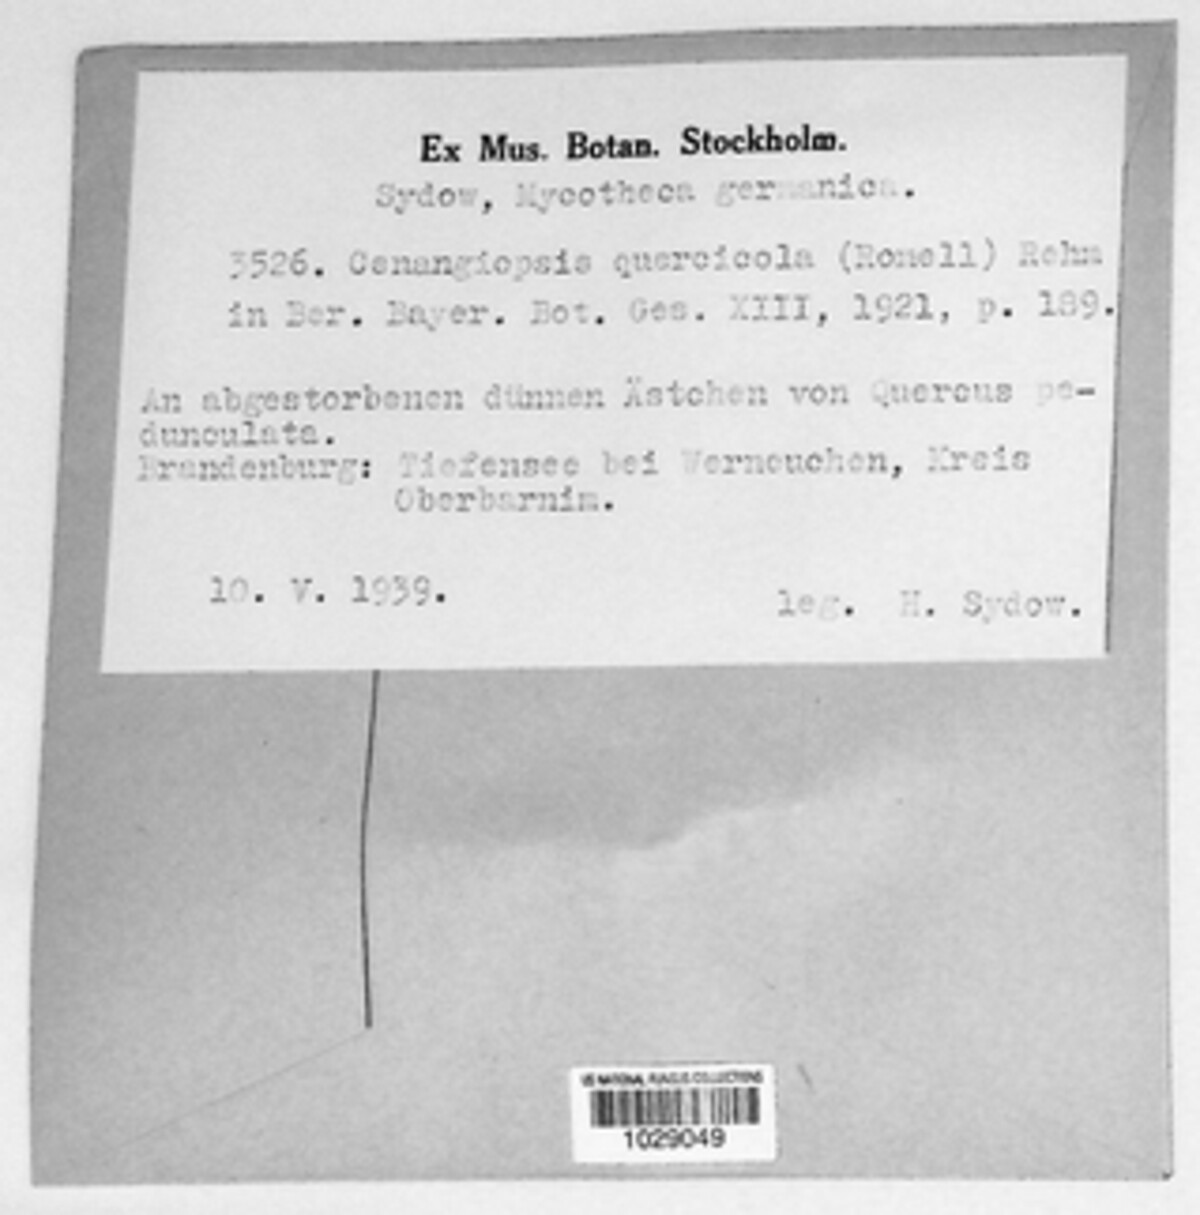 Ex Mus. Botan. Stockholm.
Sydow, Mycotheca germanica.
3526. Cenangiopsis quercicola (Romell) Rehm
in Ber. Bayer. Bot. Ges. XIII, 1921, p. 189.
An abgestorbenen dünnen Ästchen von Quercus pe-
dunculata.
Brandenburg: Tiefensee bei Werneuchen, Kreis
Oberbarnim.
10. V. 1939.
leg. H. Sydow.
US NATIONAL FUNGUS COLLECTIONS
1029049